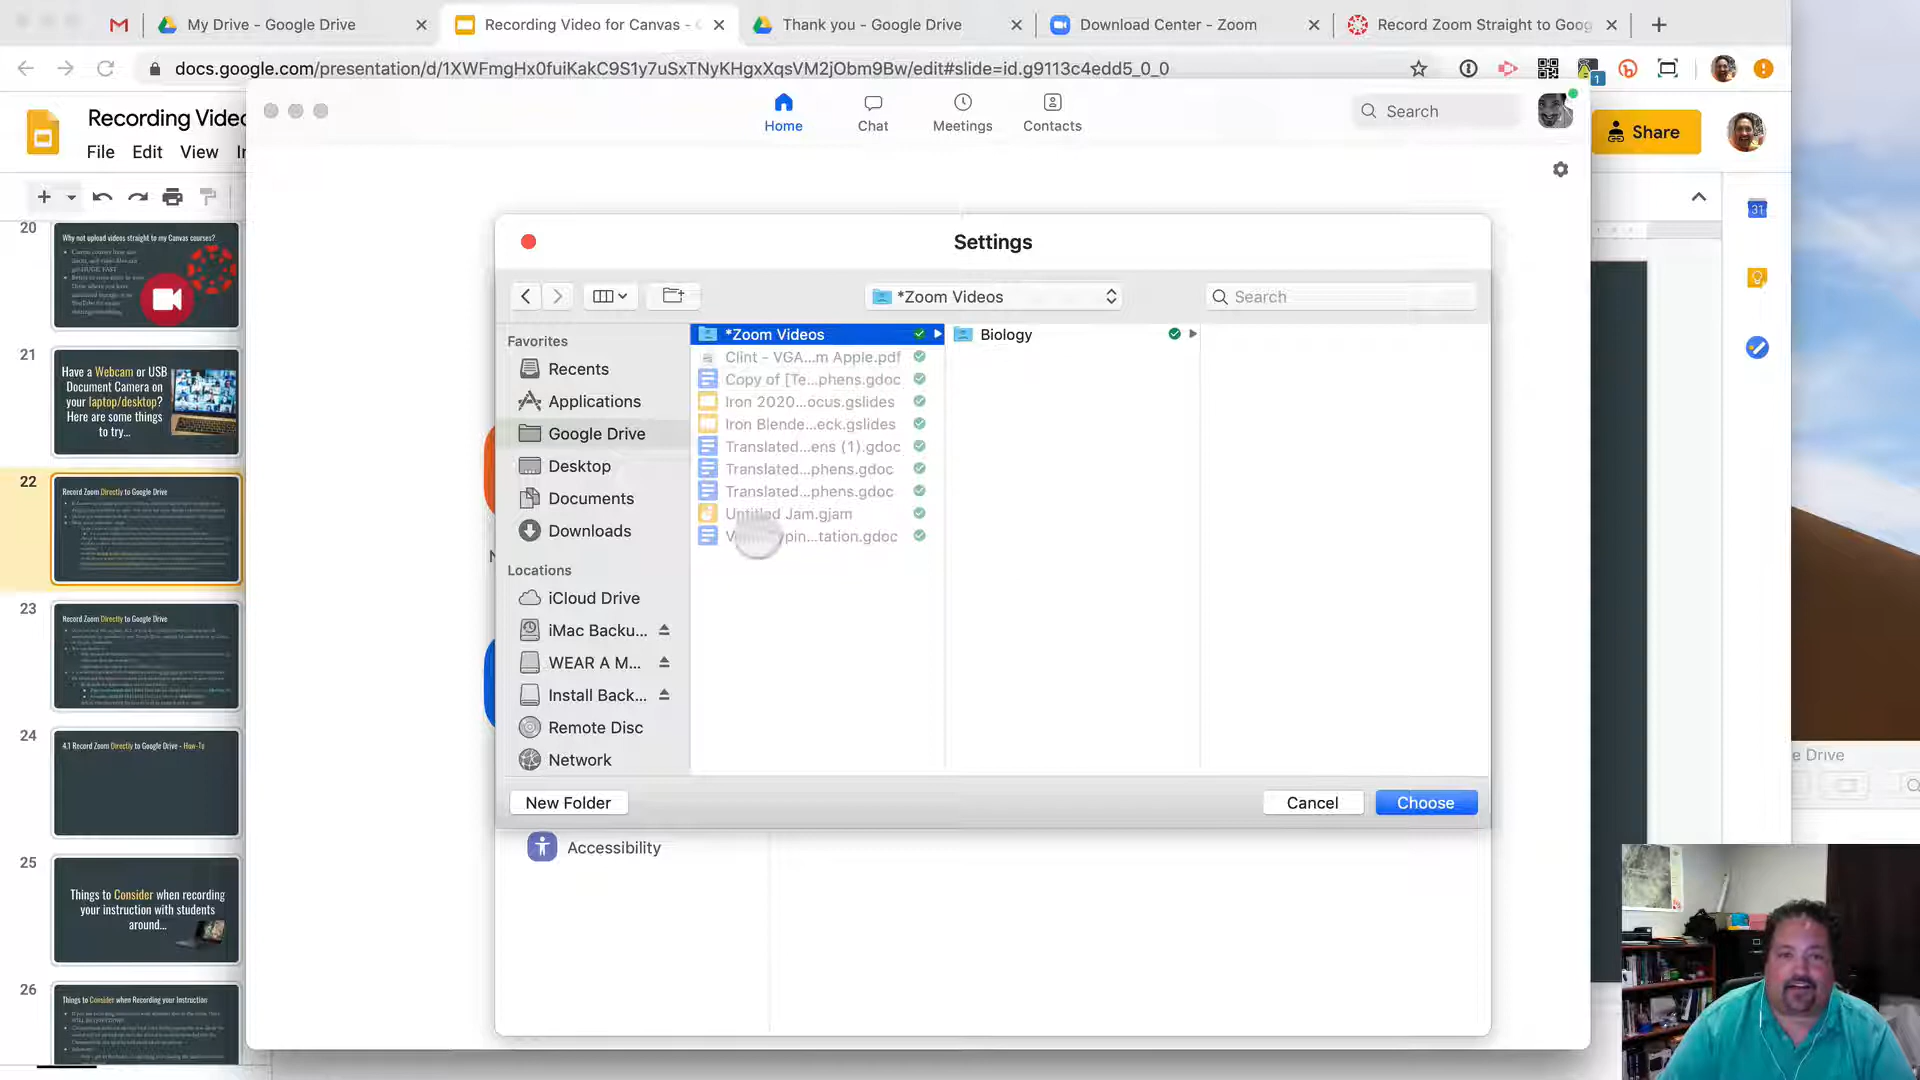 My Drive - Google Drive
Recording Video for Canvas -
Thank you - Google Drive
Download Center - Zoom
Record Zoom Straight to Goog
docs.google.com/presentation/d/1XWFmgHx0fuiKakC9S1y7uSxTNyKHgxXqsVM2jObm9Bw/edit#slide=id.g9113c4edd5_0_0
1
Recording Video
File Edit View In
Home
Chat
Meetings
Contacts
Search
Share
31
Settings
*Zoom Videos
Search
Favorites
Recents
Applications
Google Drive
Desktop
Documents
Downloads
Locations
iCloud Drive
iMac Backu...
WEAR A M...
Install Back...
Remote Disc
Network
*Zoom Videos
Clint - VGA...m Apple.pdf
Copy of [Te...phens.gdoc
Iron 2020...ocus.gslides
Iron Blende...eck.gslides
Translated...ens (1).gdoc
Translated...phens.gdoc
Translated...phens.gdoc
Untitled Jam.gjam
tation.gdoc
Biology
New Folder
Cancel
Choose
Accessibility
e Drive
20
Why not upload videos straight to my Canvas courses?
21
Have a Webcam or USB
Document Camera on
your laptop/desktop?
Here are some things
to try...
22
Record Zoom Directly to Google Drive
23
Record Zoom Directly to Google Drive
24
4.1 Record Zoom Directly to Google Drive - How-To
25
Things to Consider when recording
your instruction with students
around...
26
Things to Consider when Recording your Instruction